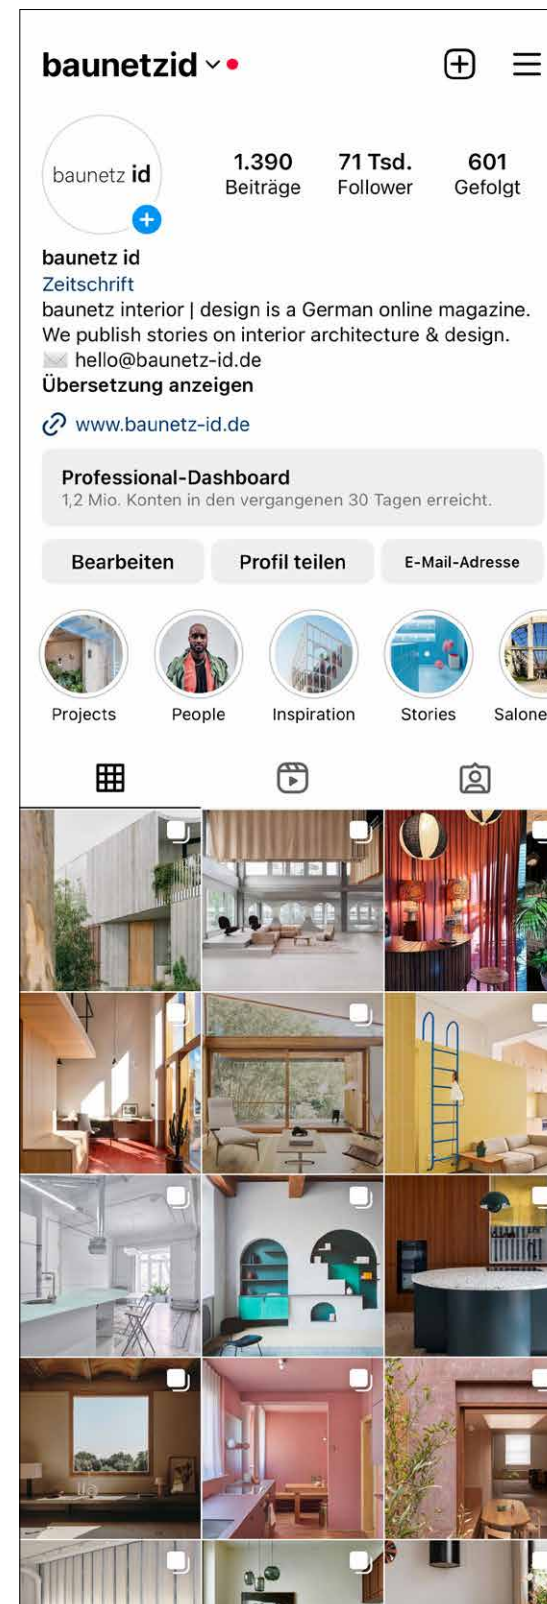 baunetzid
baunetz id
1.390 71 Tsd. 601
Beiträge Follower Gefolgt
baunetz id
Zeitschrift
baunetz interior | design is a German online magazine.
We publish stories on interior architecture & design.
hello@baunetz-id.de
Übersetzung anzeigen
www.baunetz-id.de
Professional-Dashboard
1,2 Mio. Konten in den vergangenen 30 Tagen erreicht.
Bearbeiten Profil teilen E-Mail-Adresse
Projects People Inspiration Stories Salone